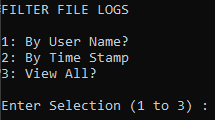 FILTER FILE LOGS
1: By User Name?
2: By Time Stamp
3: View All?
Enter Selection (1 to 3) :